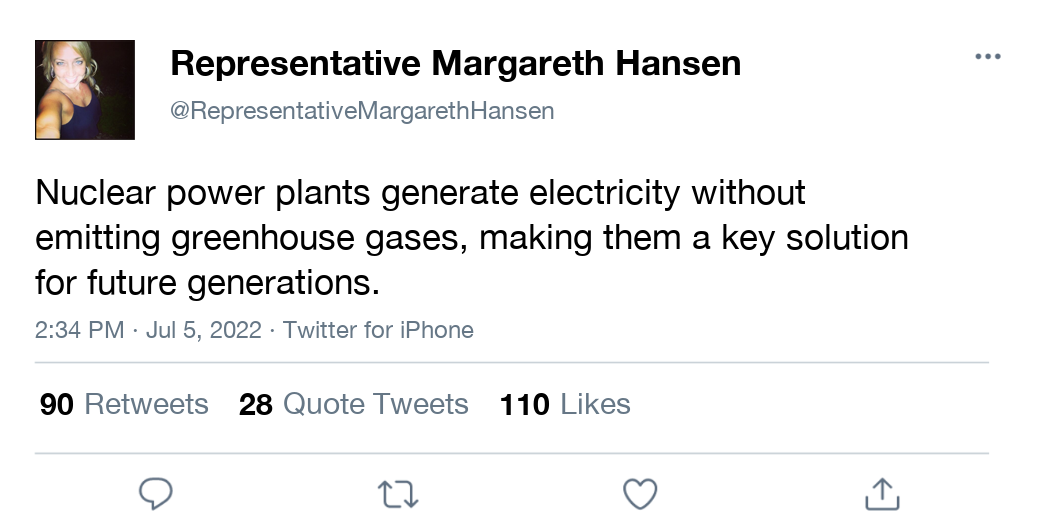 Representative Margareth Hansen
@RepresentativeMargarethHansen
Nuclear power plants generate electricity without
emitting greenhouse gases, making them a key solution
for future generations.
2:34 PM · Jul 5, 2022 · Twitter for iPhone
90 Retweets 28 Quote Tweets 110 Likes